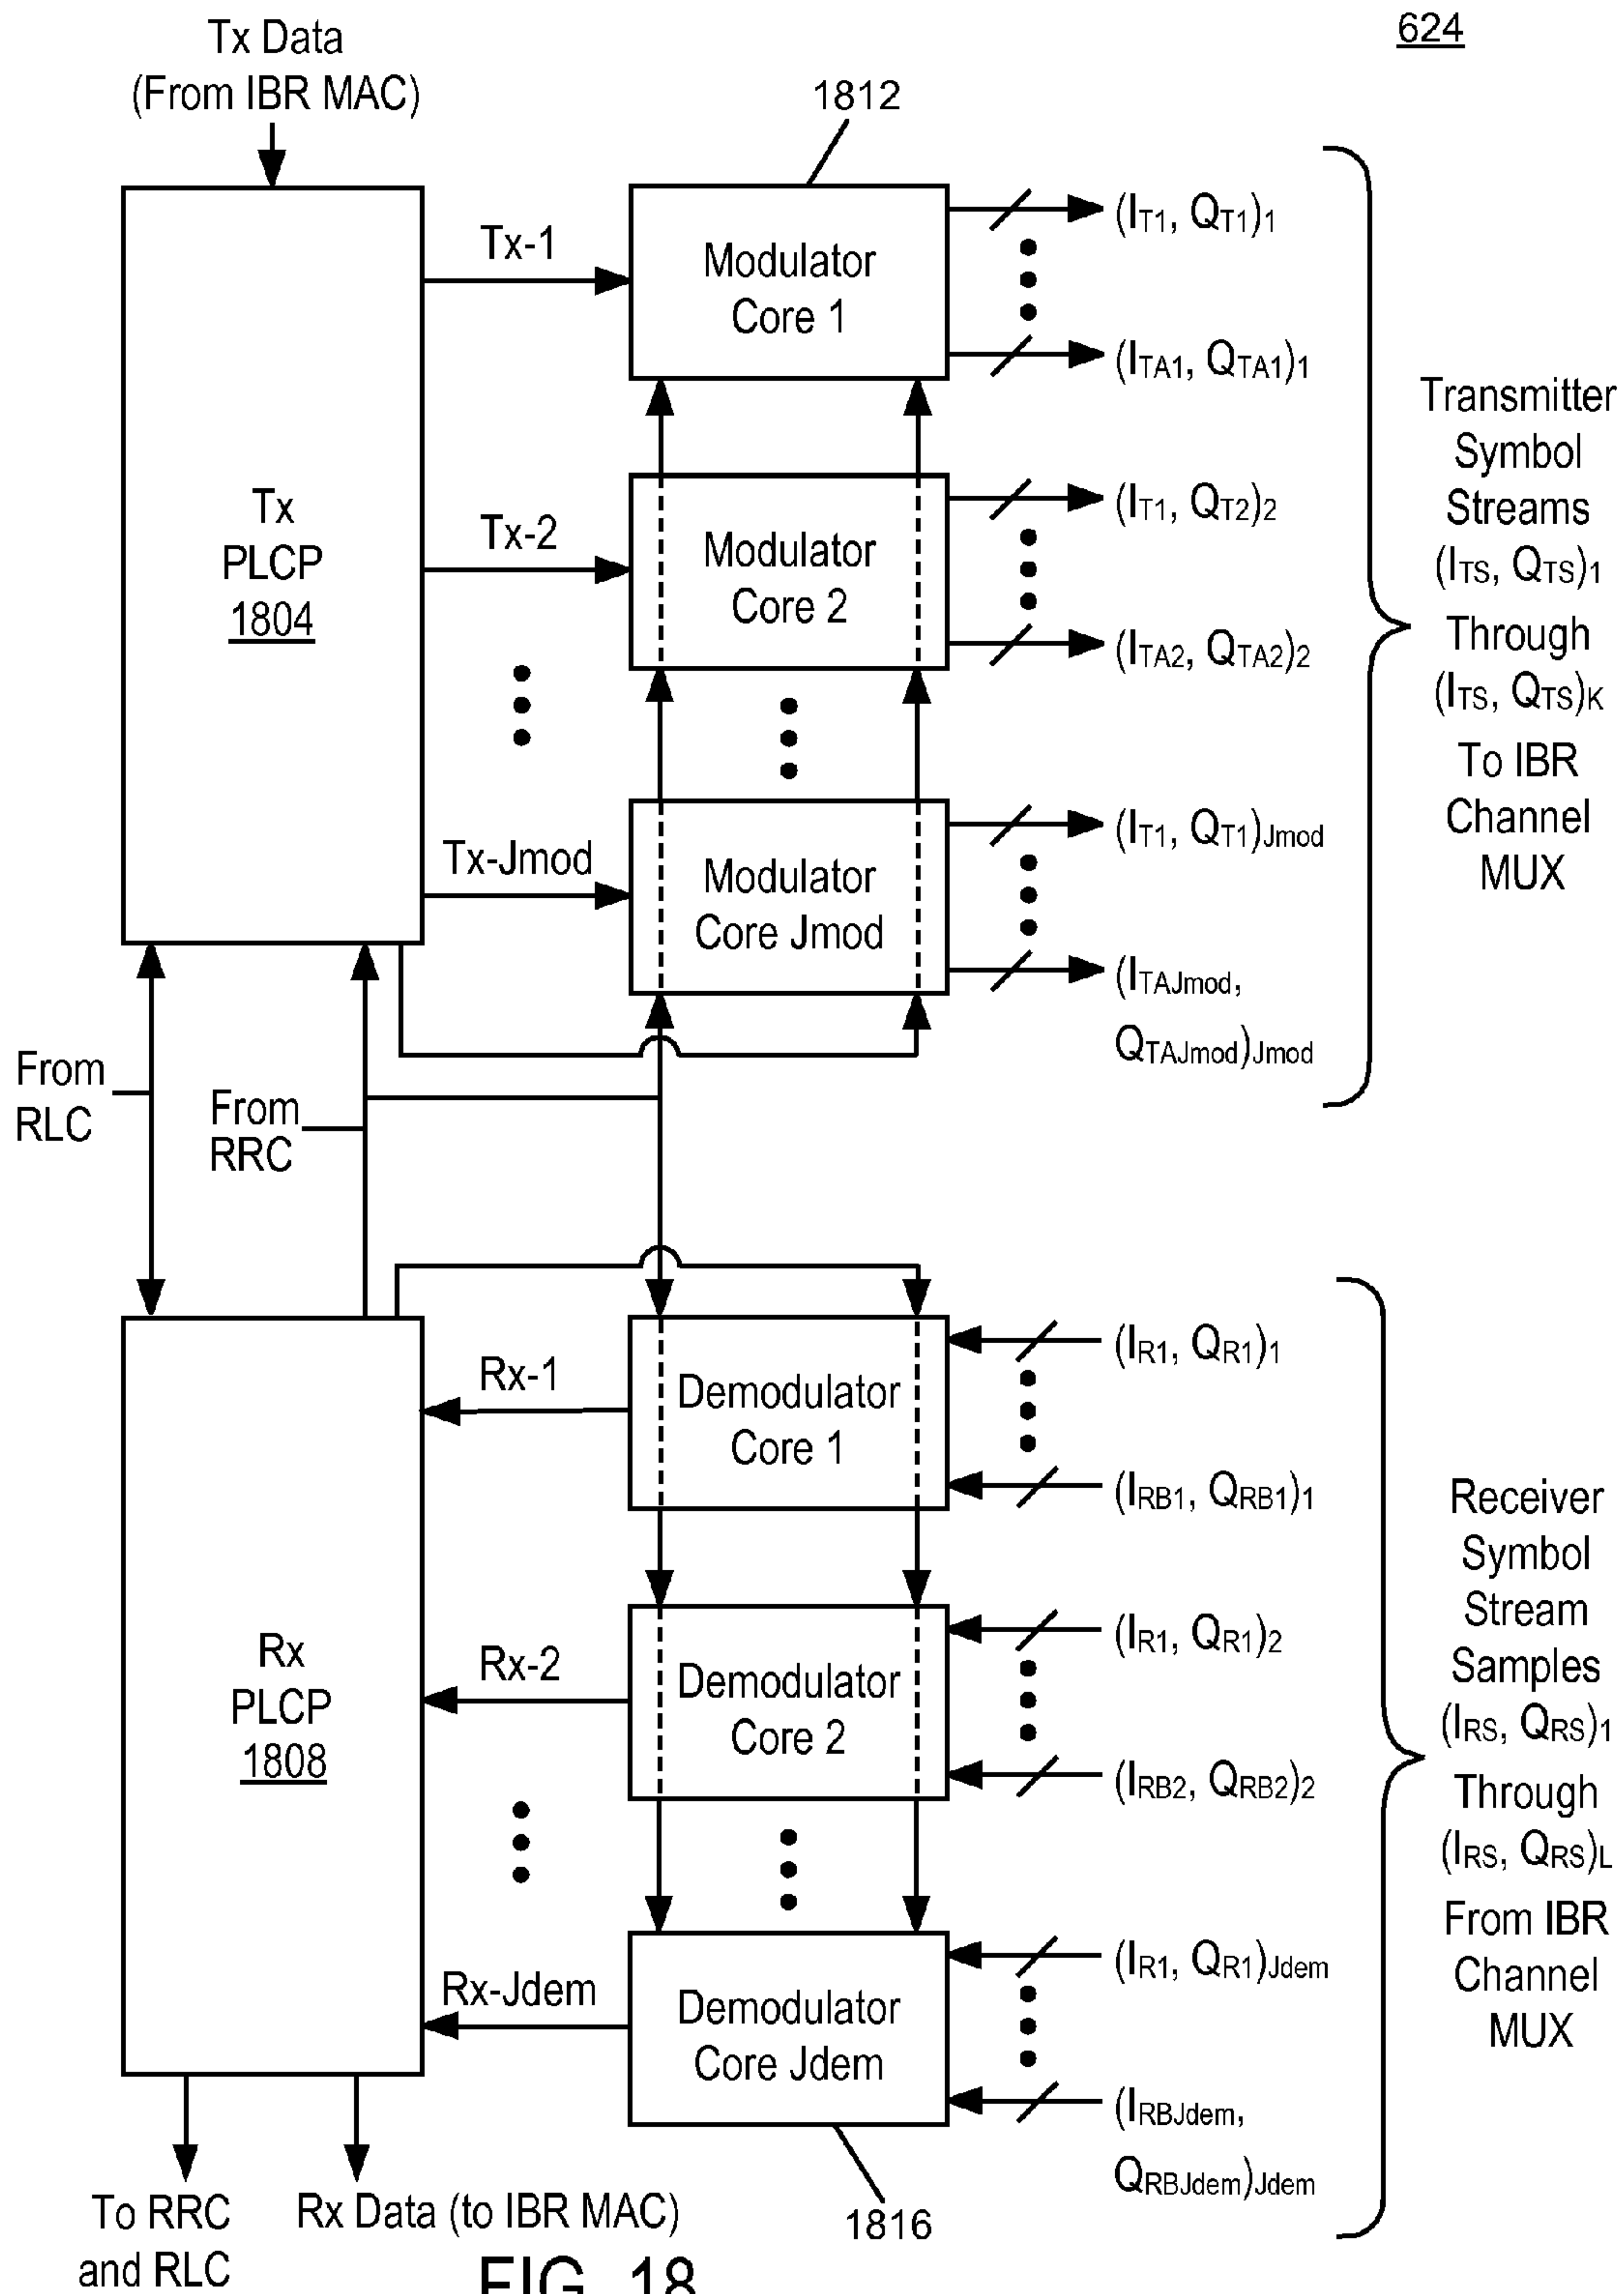 624
Tx Data
(From IBR MAC)
1812
Tx
PLCP
1804
Tx-1
Tx-2
Tx-Jmod
Modulator
Core 1
Modulator
Core 2
Modulator
Core Jmod
(IT1, QT1)1
(ITA1, QTA1)1
(IT1, QT2)2
(ITA2, QTA2)2
(IT1, QT1)Jmod
(ITAJmod,
QTAJmod)Jmod
Transmitter
Symbol
Streams
(ITS, QTS)1
Through
(ITS, QTS)K
To IBR
Channel
MUX
From
RLC
From
RRC
Rx
PLCP
1808
Rx-1
Rx-2
Rx-Jdem
Demodulator
Core 1
Demodulator
Core 2
Demodulator
Core Jdem
(IR1, QR1)1
(IRB1, QRB1)1
(IR1, QR1)2
(IRB2, QRB2)2
(IR1, QR1)Jdem
(IRBJdem,
QRBJdem)Jdem
Receiver
Symbol
Stream
Samples
(IRS, QRS)1
Through
(IRS, QRS)L
From IBR
Channel
MUX
To RRC
and RLC
Rx Data (to IBR MAC)
1816
FIG. 18